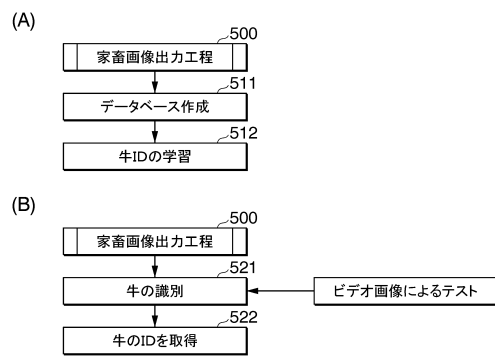 (A)
500
家畜画像出力工程
511
データベース作成
512
牛IDの学習
(B)
500
家畜画像出力工程
521
牛の識別
ビデオ画像によるテスト
522
牛のIDを取得